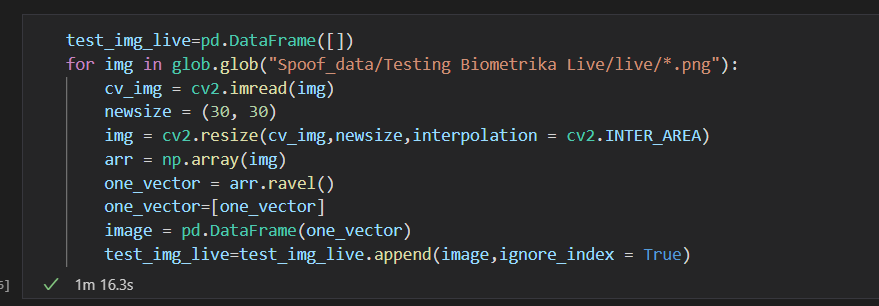 test_img_live=pd.DataFrame([])
for img in glob.glob("Spoof_data/Testing Biometrika Live/live/*.png"):
    cv_img = cv2.imread(img)
    newsize = (30, 30)
    img = cv2.resize(cv_img,newsize,interpolation = cv2.INTER_AREA)
    arr = np.array(img)
    one_vector = arr.ravel()
    one_vector=[one_vector]
    image = pd.DataFrame(one_vector)
    test_img_live=test_img_live.append(image,ignore_index = True)
] ✓ 1m 16.3s